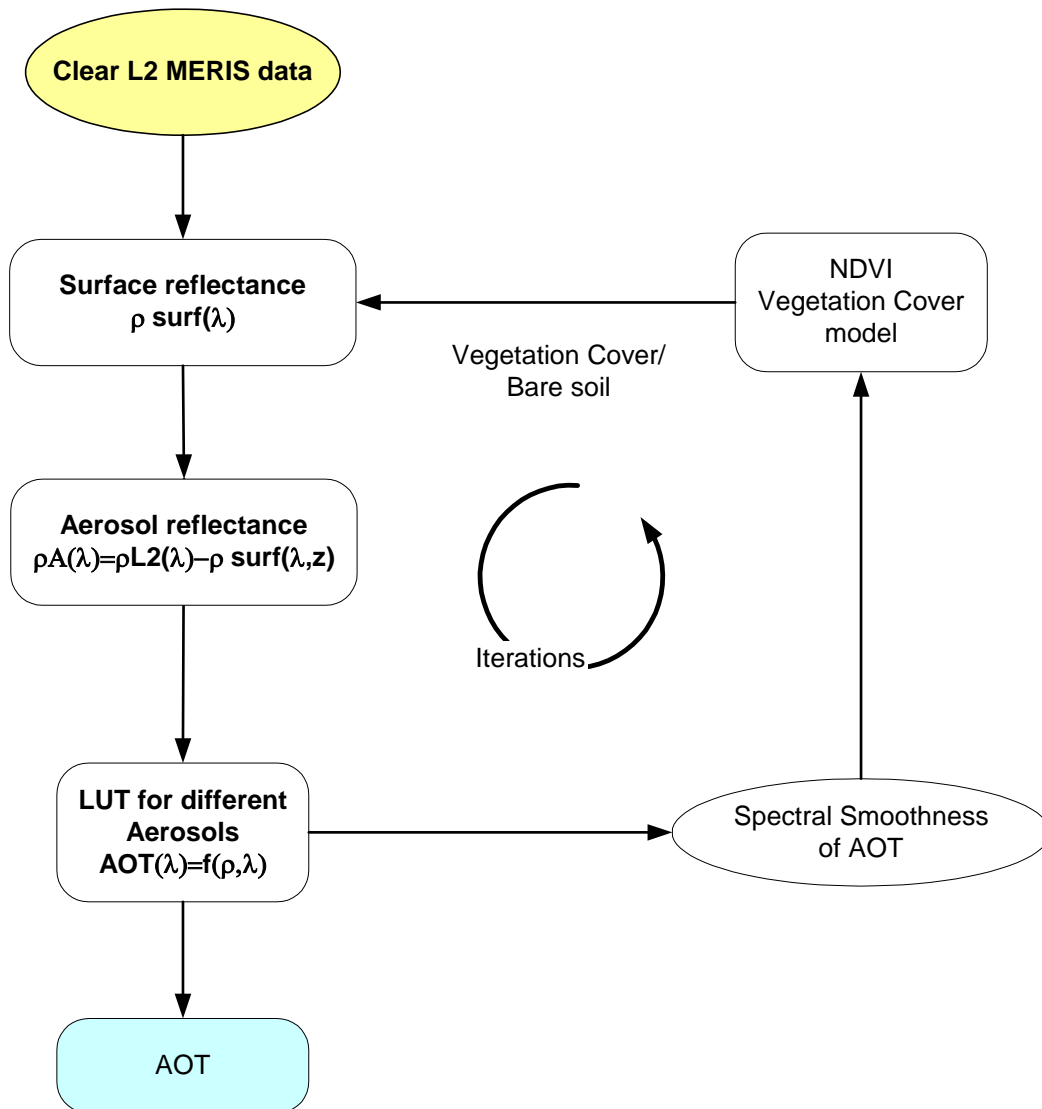 Clear L2 MERIS data
Surface reflectance
ρ surf(λ)
NDVI
Vegetation Cover
model
Vegetation Cover/
Bare soil
Aerosol reflectance
ρA(λ)=ρL2(λ)−ρ surf(λ,z)
Iterations
LUT for different
Aerosols
AOT(λ)=f(ρ,λ)
Spectral Smoothness
of AOT
AOT